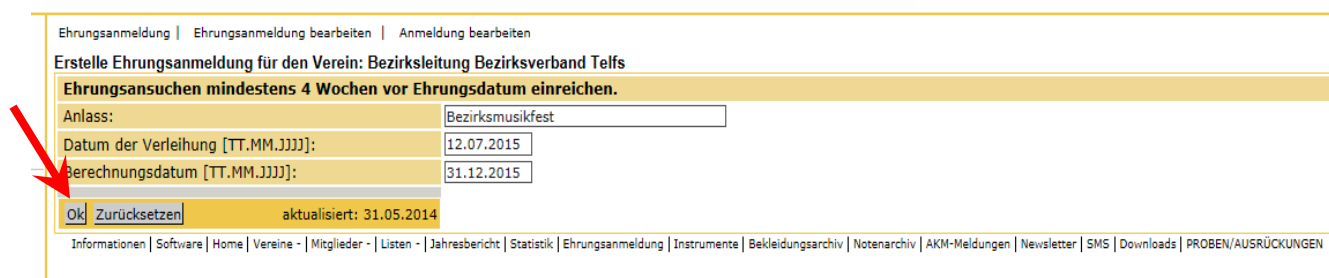 Ehrungsanmeldung | Ehrungsanmeldung bearbeiten | Anmeldung bearbeiten
Erstelle Ehrungsanmeldung für den Verein: Bezirksleitung Bezirksverband Telfs
Ehrungsansuchen mindestens 4 Wochen vor Ehrungsdatum einreichen.
Anlass: Bezirksmusikfest
Datum der Verleihung [TT.MM.JJJJ]: 12.07.2015
Berechnungsdatum [TT.MM.JJJJ]: 31.12.2015
Ok Zurücksetzen aktualisiert: 31.05.2014
Informationen | Software | Home | Vereine - | Mitglieder - | Listen - | Jahresbericht | Statistik | Ehrungsanmeldung | Instrumente | Bekleidungsarchiv | Notenarchiv | AKM-Meldungen | Newsletter | SMS | Downloads | PROBEN/AUSRÜCKUNGEN